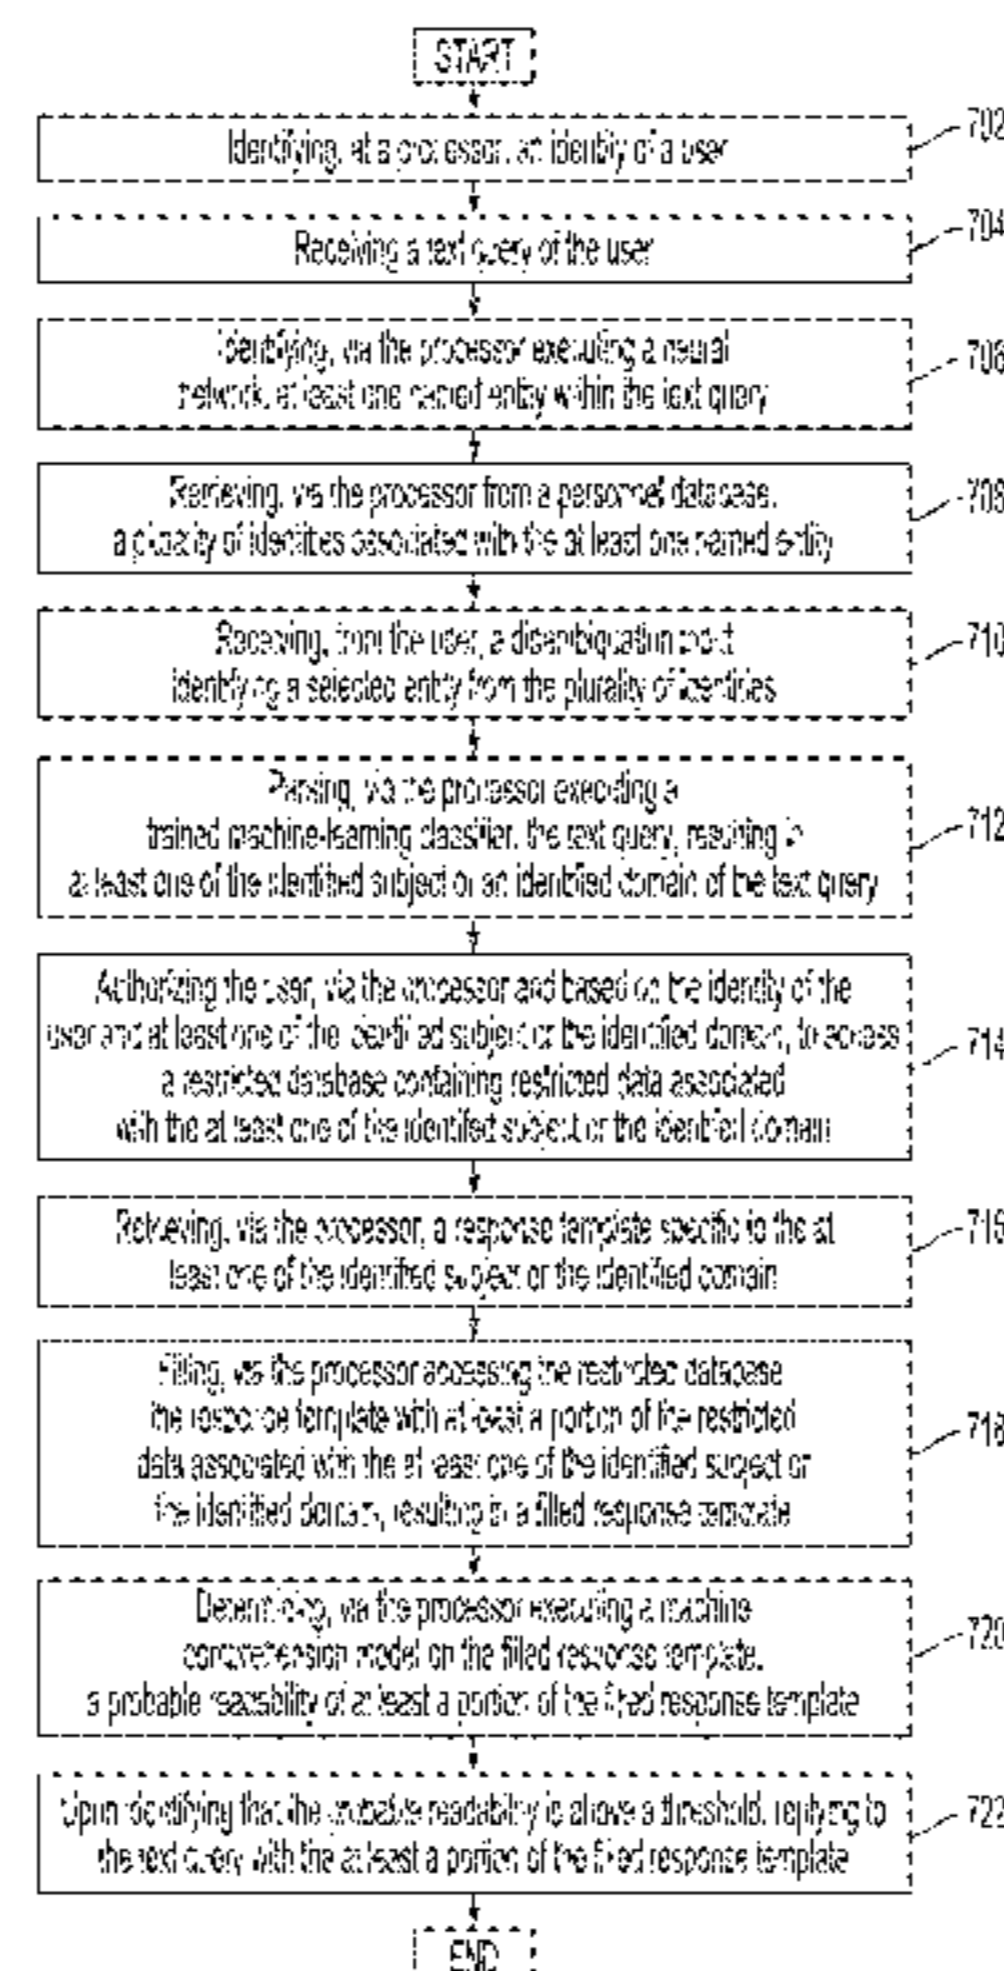 START
Identifying, at a processor, an identity of a user
702
Receiving a text query of the user
704
Identifying, via the processor executing a neural
network, at least one named entity within the text query
706
Retrieving, via the processor from a personnel database,
a plurality of identities associated with the at least one named entity
708
Receiving, from the user, a disambiguation input
identifying a selected entity from the plurality of identities
710
Parsing, via the processor executing a
trained machine-learning classifier, the text query, resulting in
at least one of the identified subject or an identified domain of the text query
712
Authorizing the user, via the processor and based on the identity of the
user and at least one of the identified subject or the identified domain, to access
a restricted database containing restricted data associated
with the at least one of the identified subject or the identified domain
714
Retrieving, via the processor, a response template specific to the at
least one of the identified subject or the identified domain
716
Filling, via the processor accessing the restricted database
the response template with at least a portion of the restricted
data associated with the at least one of the identified subject or
the identified domain, resulting in a filled response template
718
Determining, via the processor executing a machine
comprehension model on the filled response template,
a probable readability of at least a portion of the filled response template
720
Upon identifying that the probable readability is above a threshold, replying to
the text query with the at least a portion of the filled response template
722
END